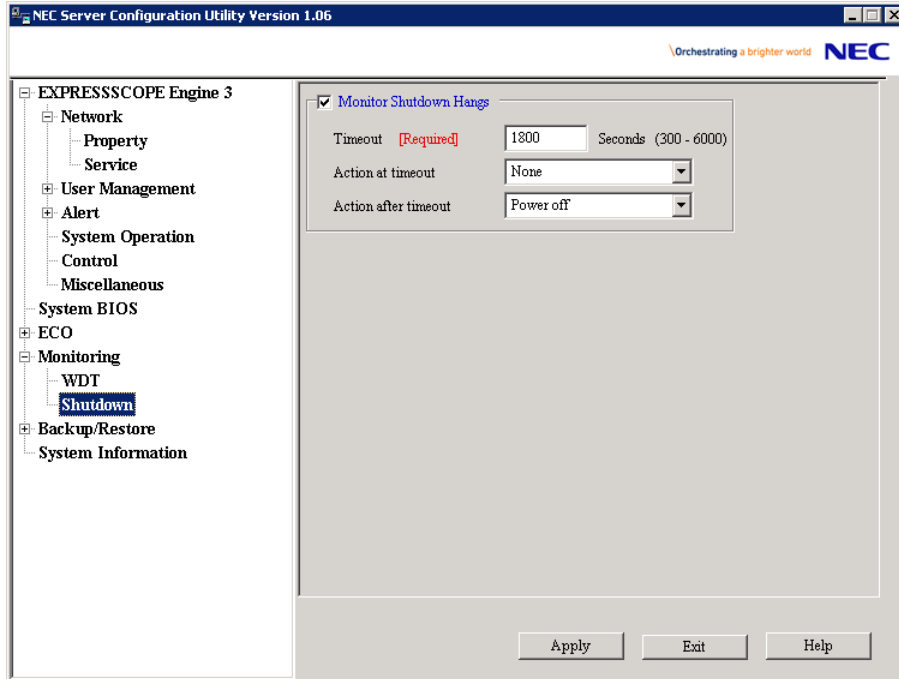 NEC Server Configuration Utility Version 1.06
\Orchestrating a brighter world NEC
EXPRESSSCOPE Engine 3
Network
Property
Service
User Management
Alert
System Operation
Control
Miscellaneous
System BIOS
ECO
Monitoring
WDT
Shutdown
Backup/Restore
System Information
Monitor Shutdown Hangs
Timeout [Required] 1800 Seconds (300 - 6000)
Action at timeout None
Action after timeout Power off
Apply Exit Help